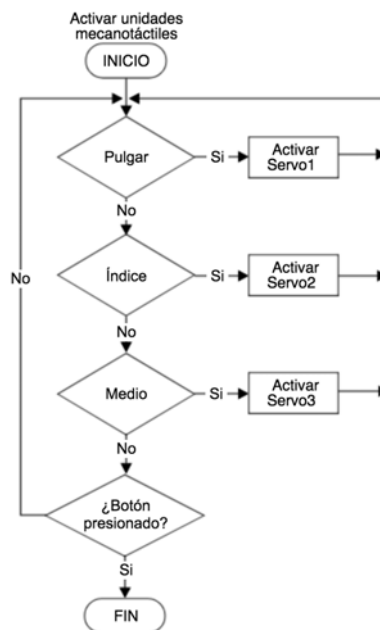 Activar unidades
mecanotáctiles
INICIO
Pulgar
Si
Activar
Servo1
No
Índice
Si
Activar
Servo2
No
No
Medio
Si
Activar
Servo3
No
¿Botón
presionado?
Si
FIN